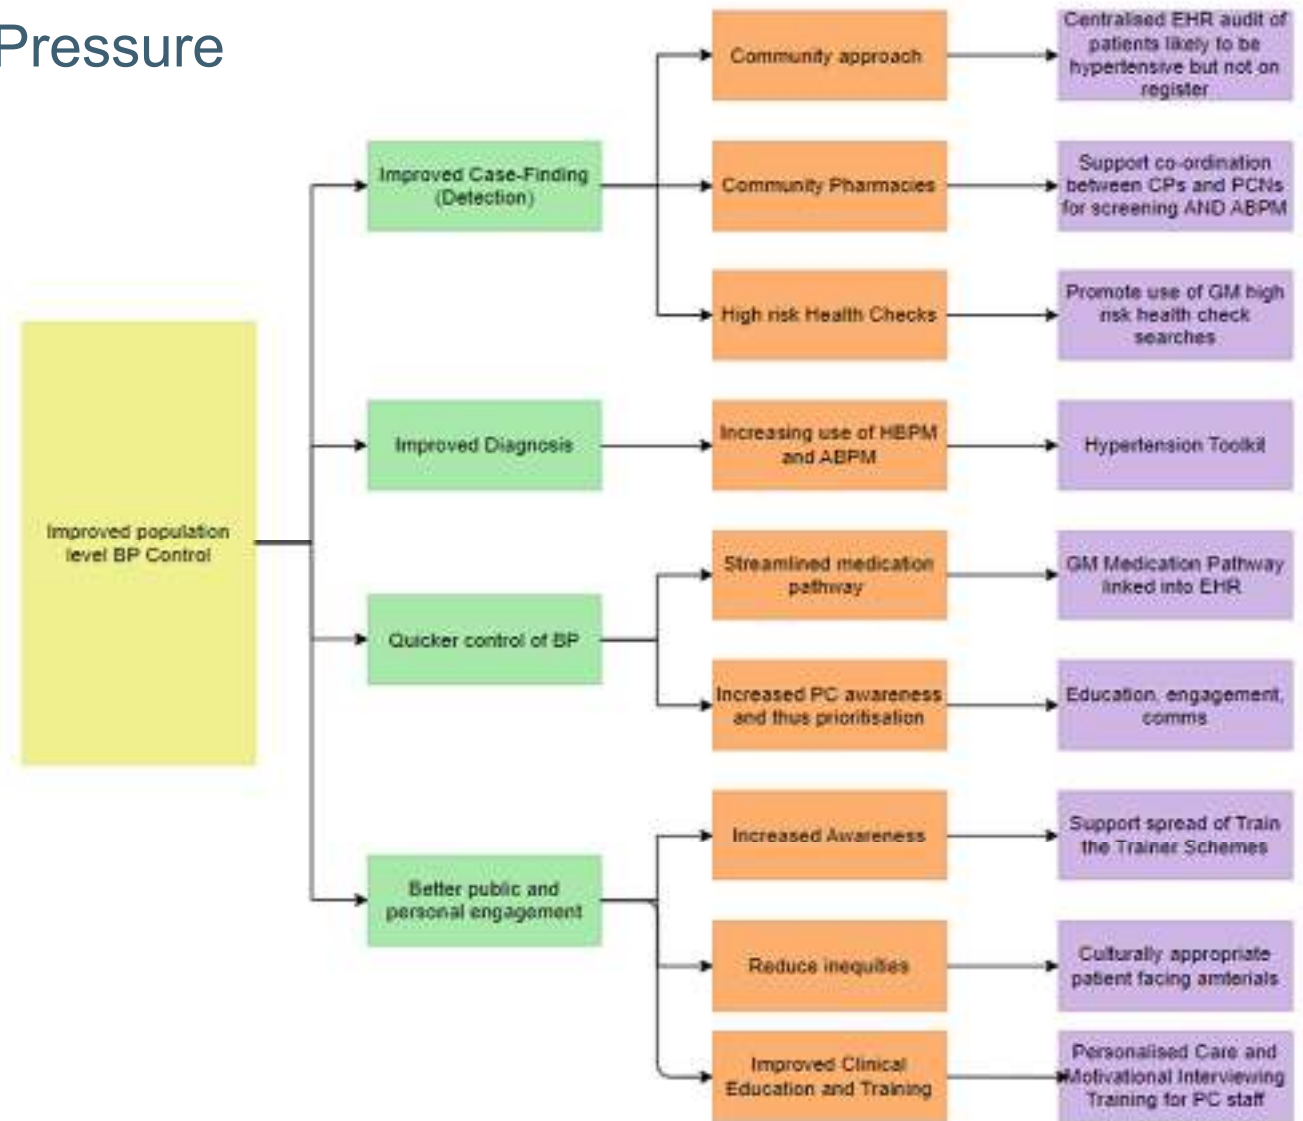 Pressure
Community approach
Centralised EHR audit of
patients likely to be
hypertensive but not on
register
Improved Case-Finding
(Detection)
Community Pharmacies
Support co-ordination
between CPs and PCNs
for screening AND ABPM
High risk Health Checks
Promote use of GM high
risk health check
searches
Improved Diagnosis
Increasing use of HBPM
and ABPM
Hypertension Toolkit
Improved population
level BP Control
Streamlined medication
pathway
GM Medication Pathway
linked into EHR
Quicker control of BP
Increased PC awareness
and thus prioritisation
Education, engagement,
comms
Increased Awareness
Support spread of Train
the Trainer Schemes
Better public and
personal engagement
Reduce inequities
Culturally appropriate
patient facing amterials
Improved Clinical
Education and Training
Personalised Care and
Motivational Interviewing
Training for PC staff